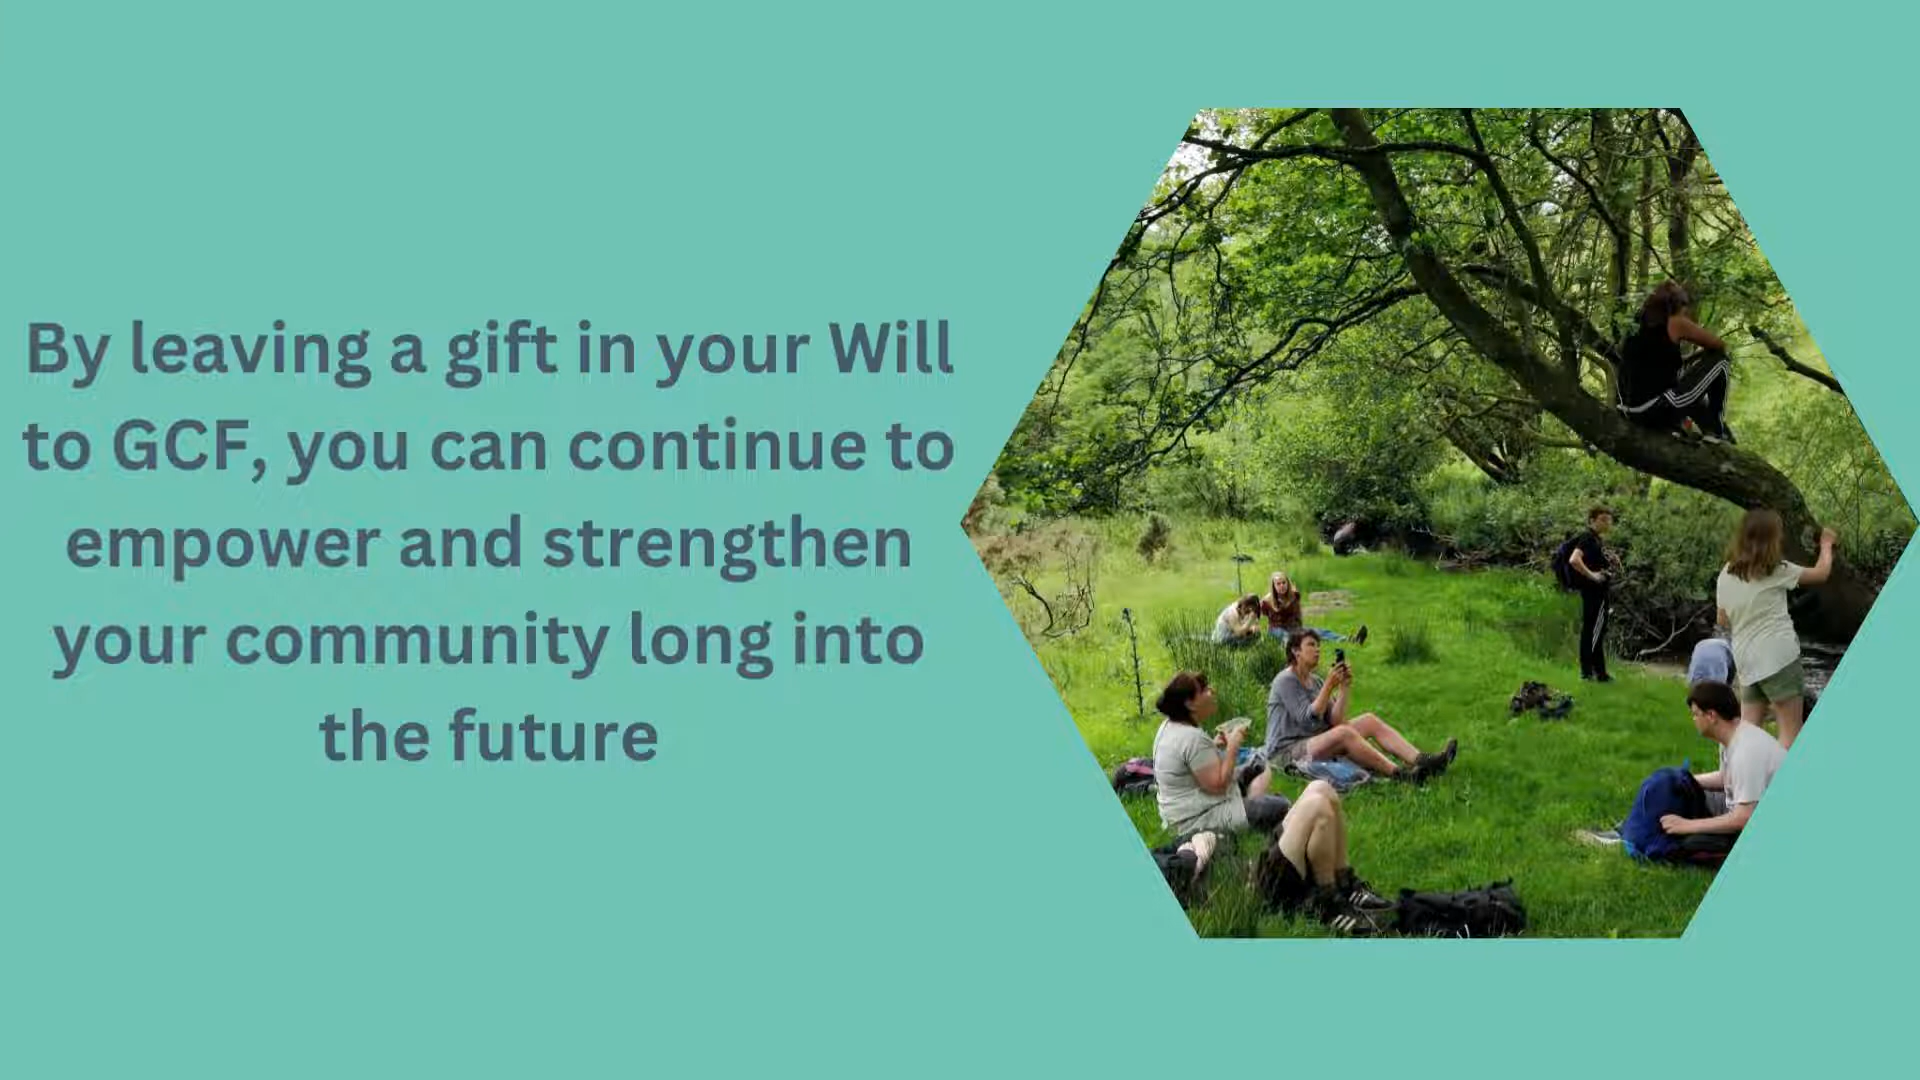 By leaving a gift in your Will
to GCF, you can continue to
empower and strengthen
your community long into
the future